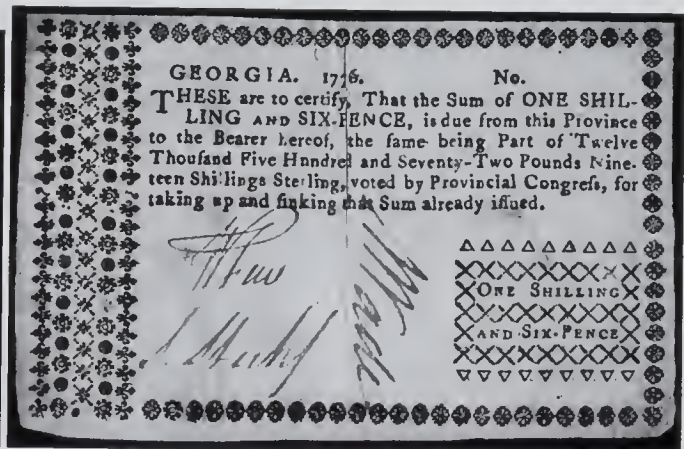 GEORGIA. 1776. No.
THESE are to certify, That the Sum of ONE SHIL-
LING AND SIX-PENCE, is due from this Province
to the Bearer hereof, the same being Part of Twelve
Thousand Five Hnndred and Seventy-Two Pounds Nine-
teen Shillings Sterling, voted by Provincial Congress, for
taking up and sinking that Sum already issued.
ONE SHILLING
AND SIX-PENCE